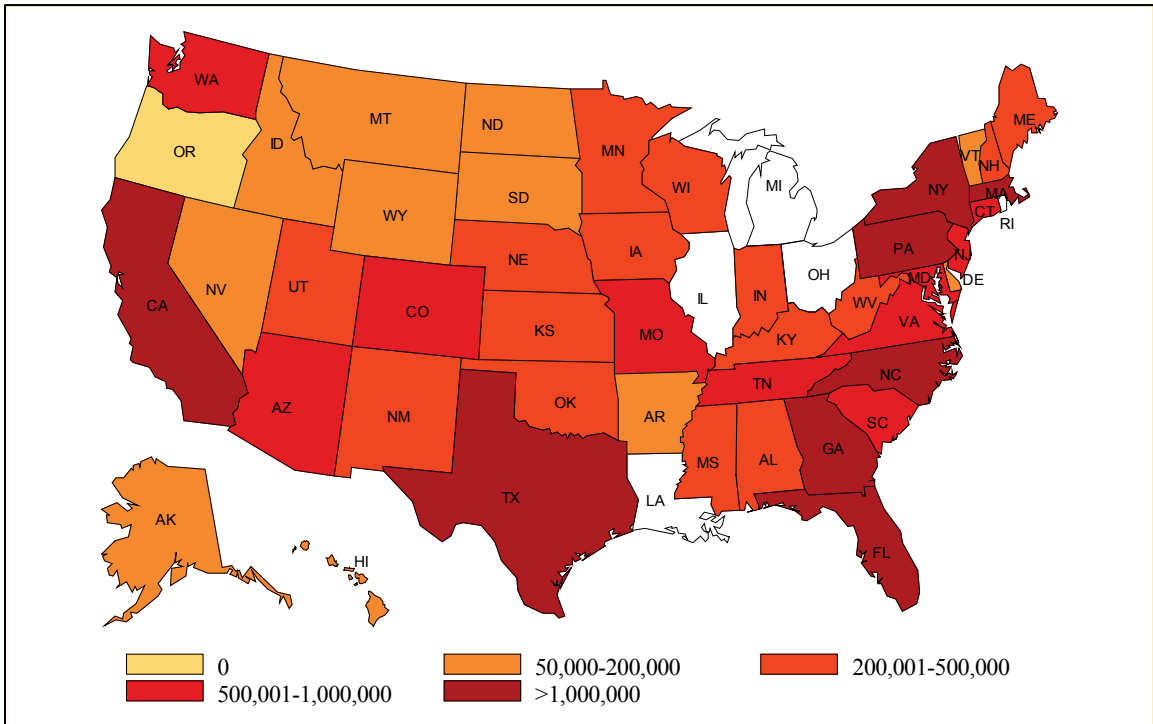 WA
MT
ND
ME
OR
ID
MN
VT
NH
WI
MI
NY
MA
SD
WY
CT
RI
PA
IA
NE
NJ
OH
MD
DE
NV
UT
IL
IN
CA
CO
WV
VA
KS
MO
KY
NC
TN
AZ
NM
OK
AR
SC
GA
MS
AL
TX
LA
AK
FL
HI
0
50,000-200,000
200,001-500,000
500,001-1,000,000
>1,000,000